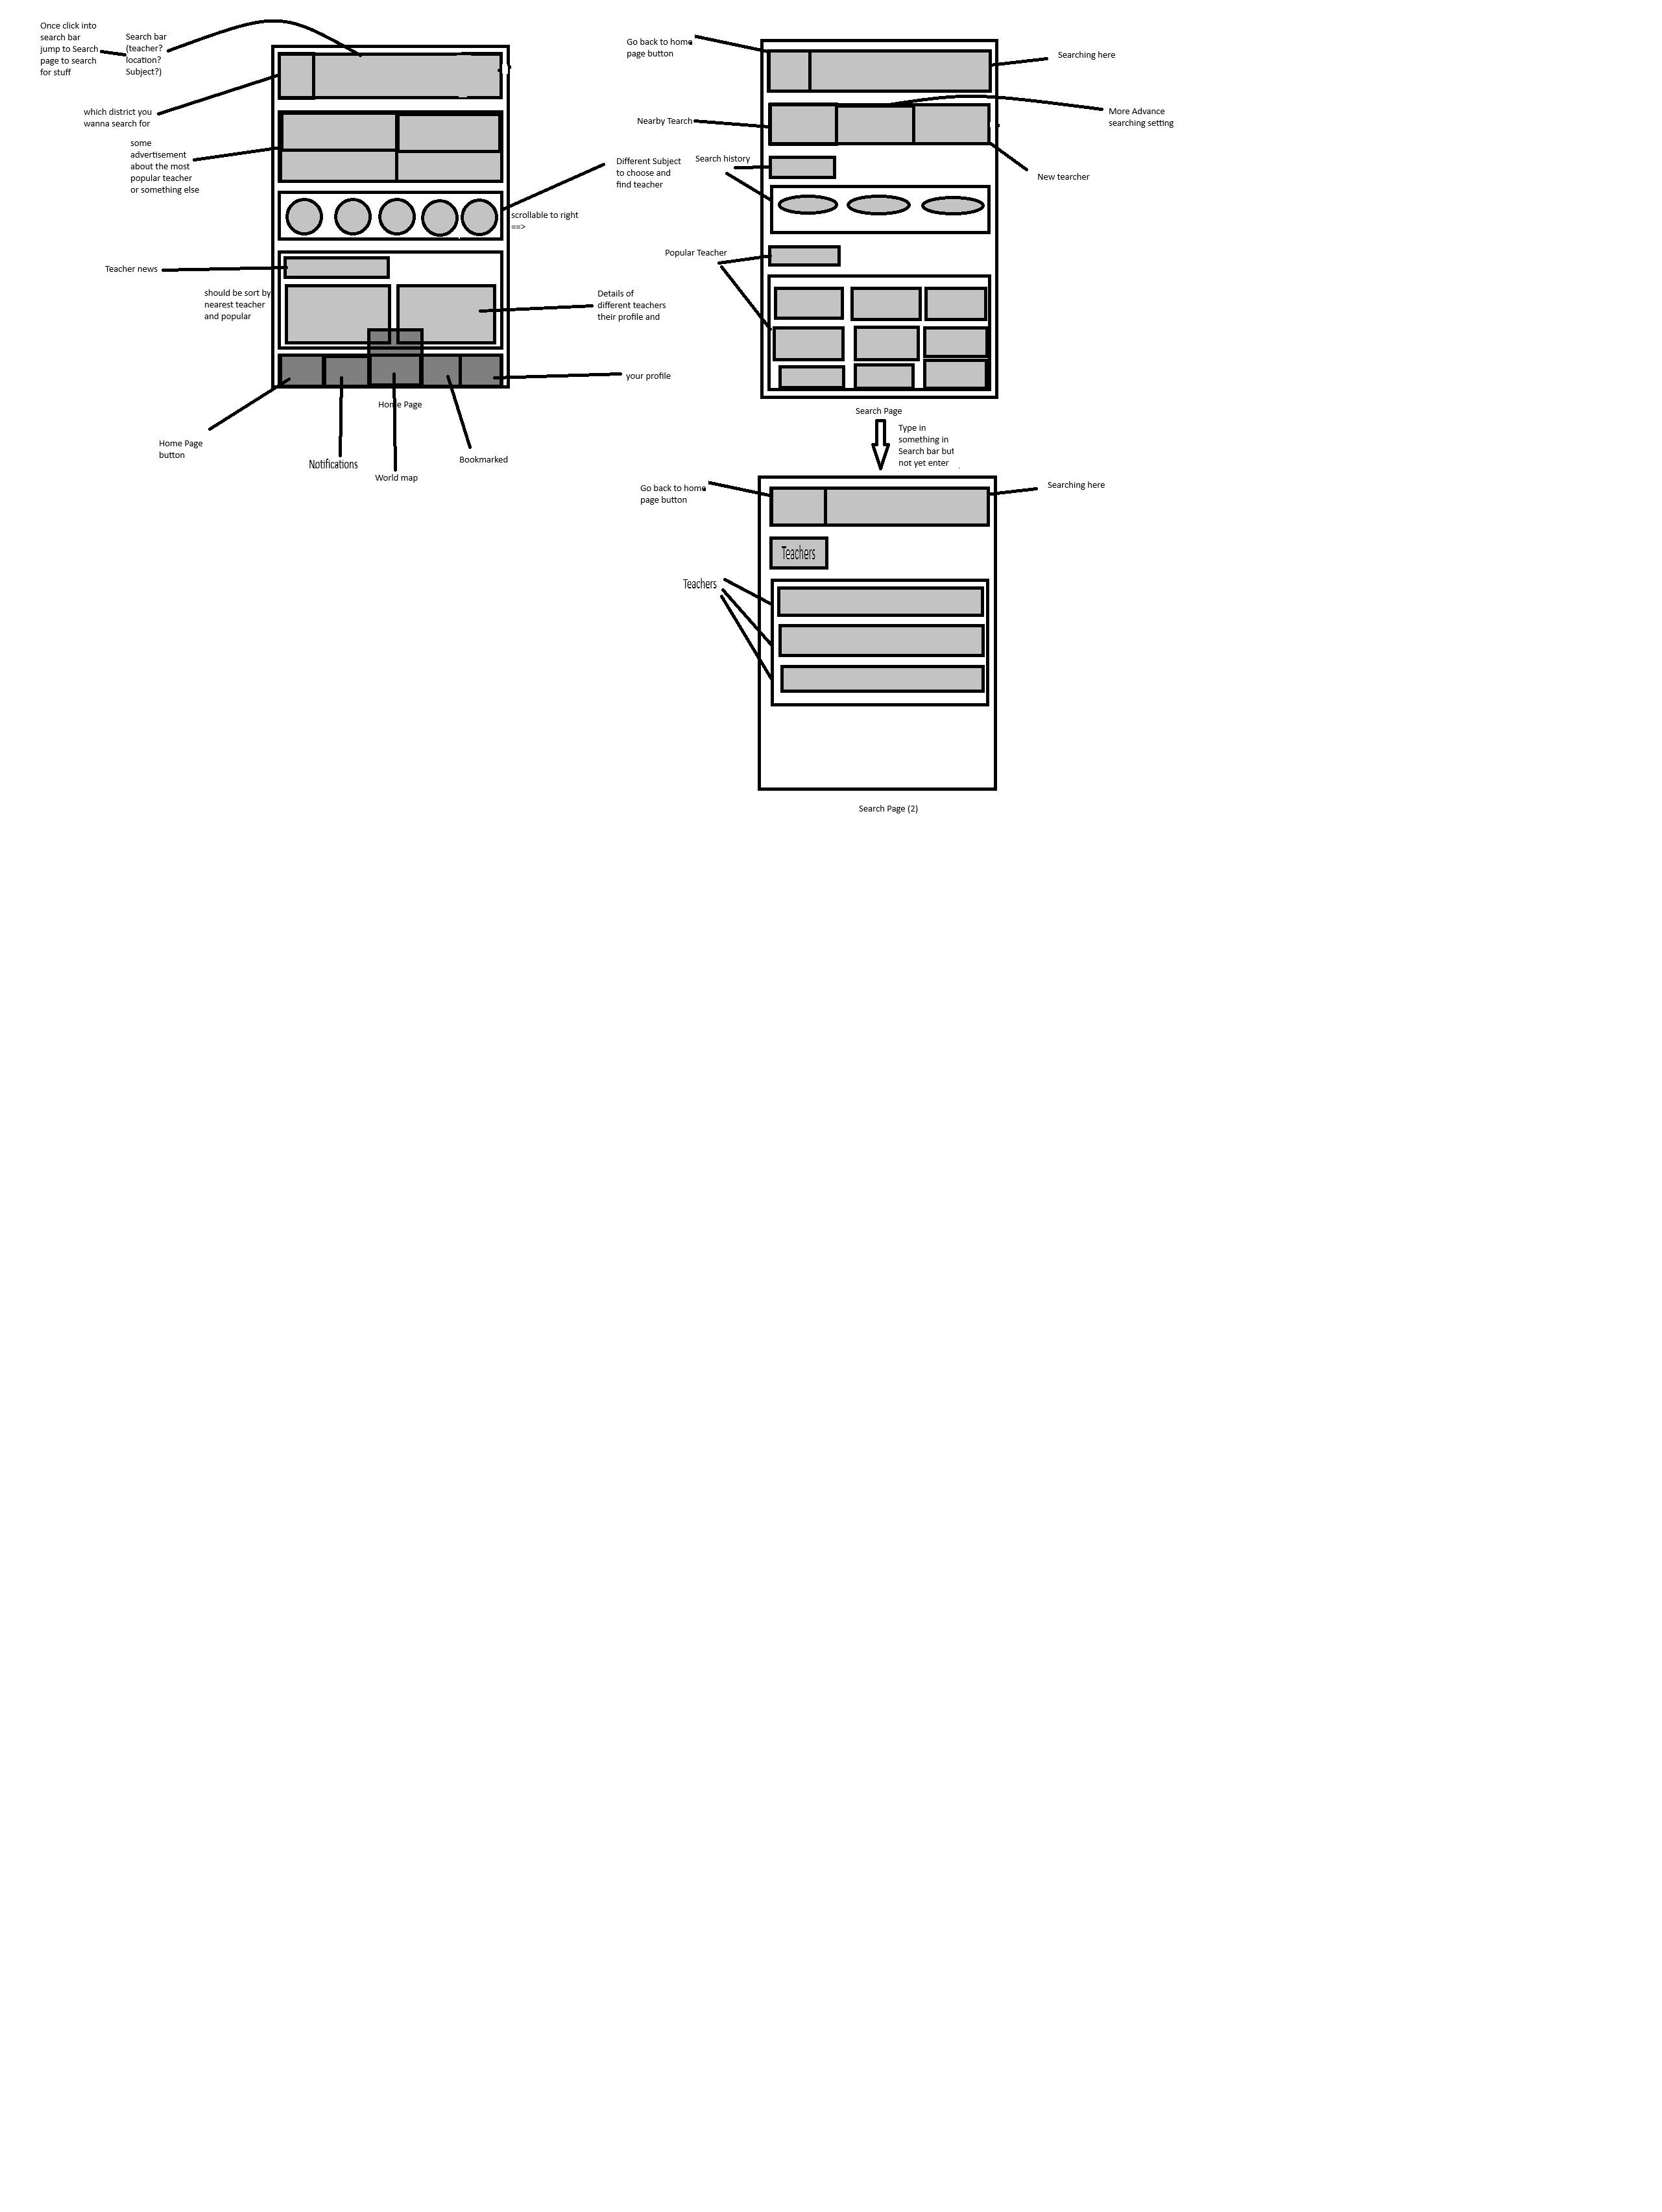 Once click into
search bar
jump to Search
page to search
for stuff
Search bar
(teacher?
location?
Subject?)
which district you
wanna search for
some
advertisement
about the most
popular teacher
or something else
Different Subject
to choose and
find teacher
scrollable to right
==>
Teacher news
should be sort by
nearest teacher
and popular
Details of
different teachers
their profile and
your profile
Home Page
Home Page
button
Notifications
World map
Bookmarked
Go back to home
page button
Searching here
Nearby Tearch
More Advance
searching setting
Search history
New tearcher
Popular Teacher
Search Page
Type in
something in
Search bar but
not yet enter
Go back to home
page button
Searching here
Teachers
Teachers
Search Page (2)